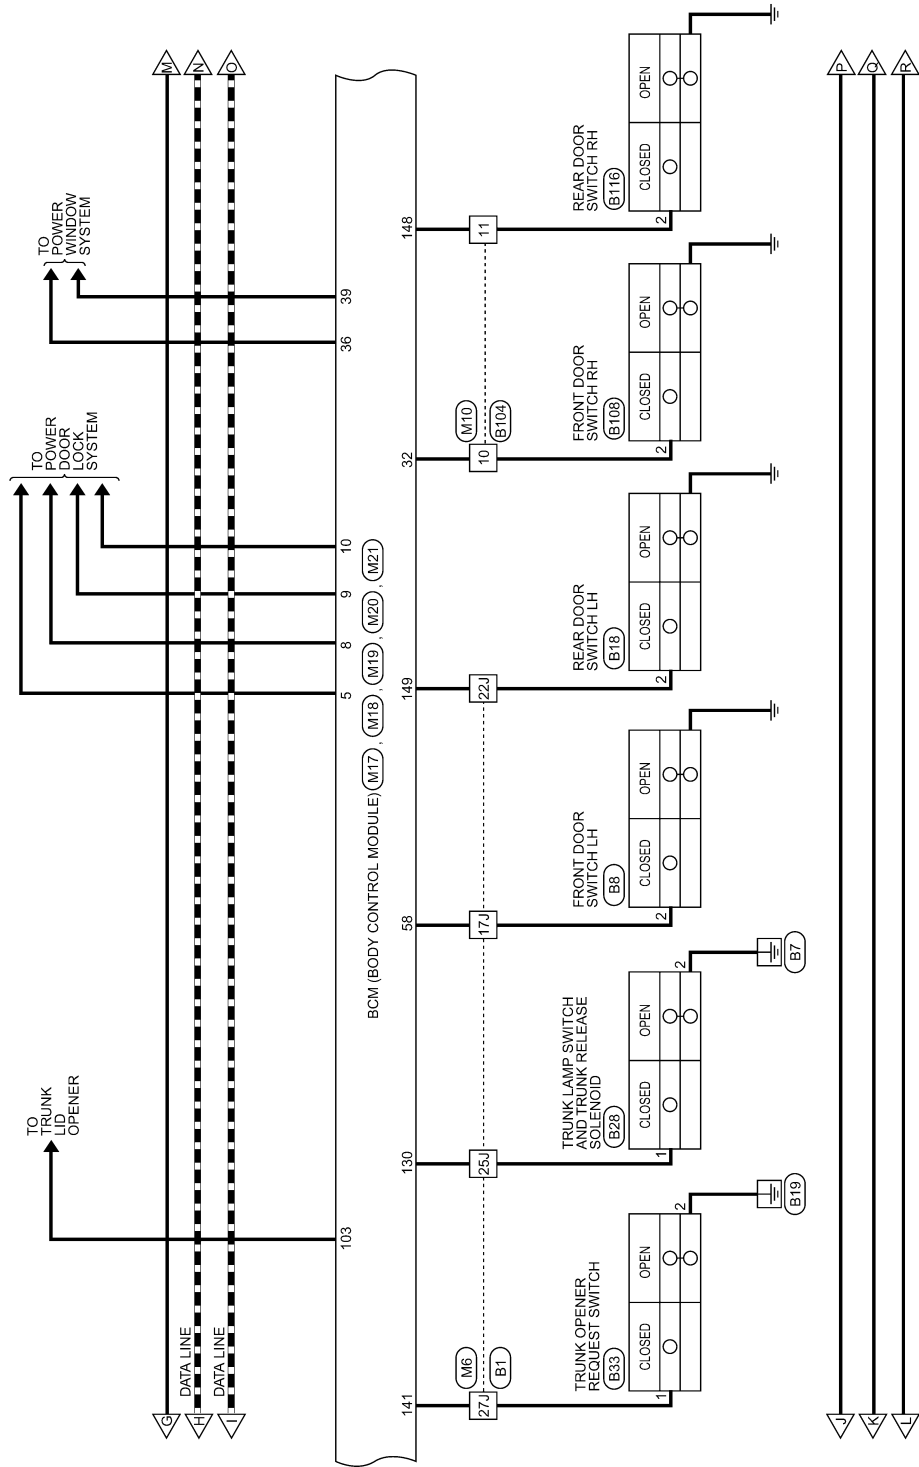 G
H
I
DATA LINE
DATA LINE
M
N
O
TO
TRUNK
LID
OPENER
TO
POWER
DOOR
LOCK
SYSTEM
TO
POWER
WINDOW
SYSTEM
103
5
8
9
10
36
39
BCM (BODY CONTROL MODULE) M17 , M18 , M19 , M20 , M21
141
130
58
149
32
148
M6
B1
27J
25J
17J
22J
M10
B104
10
11
TRUNK OPENER
REQUEST SWITCH
B33
1
CLOSED
OPEN
2
B19
TRUNK LAMP SWITCH
AND TRUNK RELEASE
SOLENOID
B28
1
CLOSED
OPEN
2
B7
FRONT DOOR
SWITCH LH
B8
2
CLOSED
OPEN
REAR DOOR
SWITCH LH
B18
2
CLOSED
OPEN
FRONT DOOR
SWITCH RH
B108
2
CLOSED
OPEN
REAR DOOR
SWITCH RH
B116
2
CLOSED
OPEN
J
K
L
P
Q
R